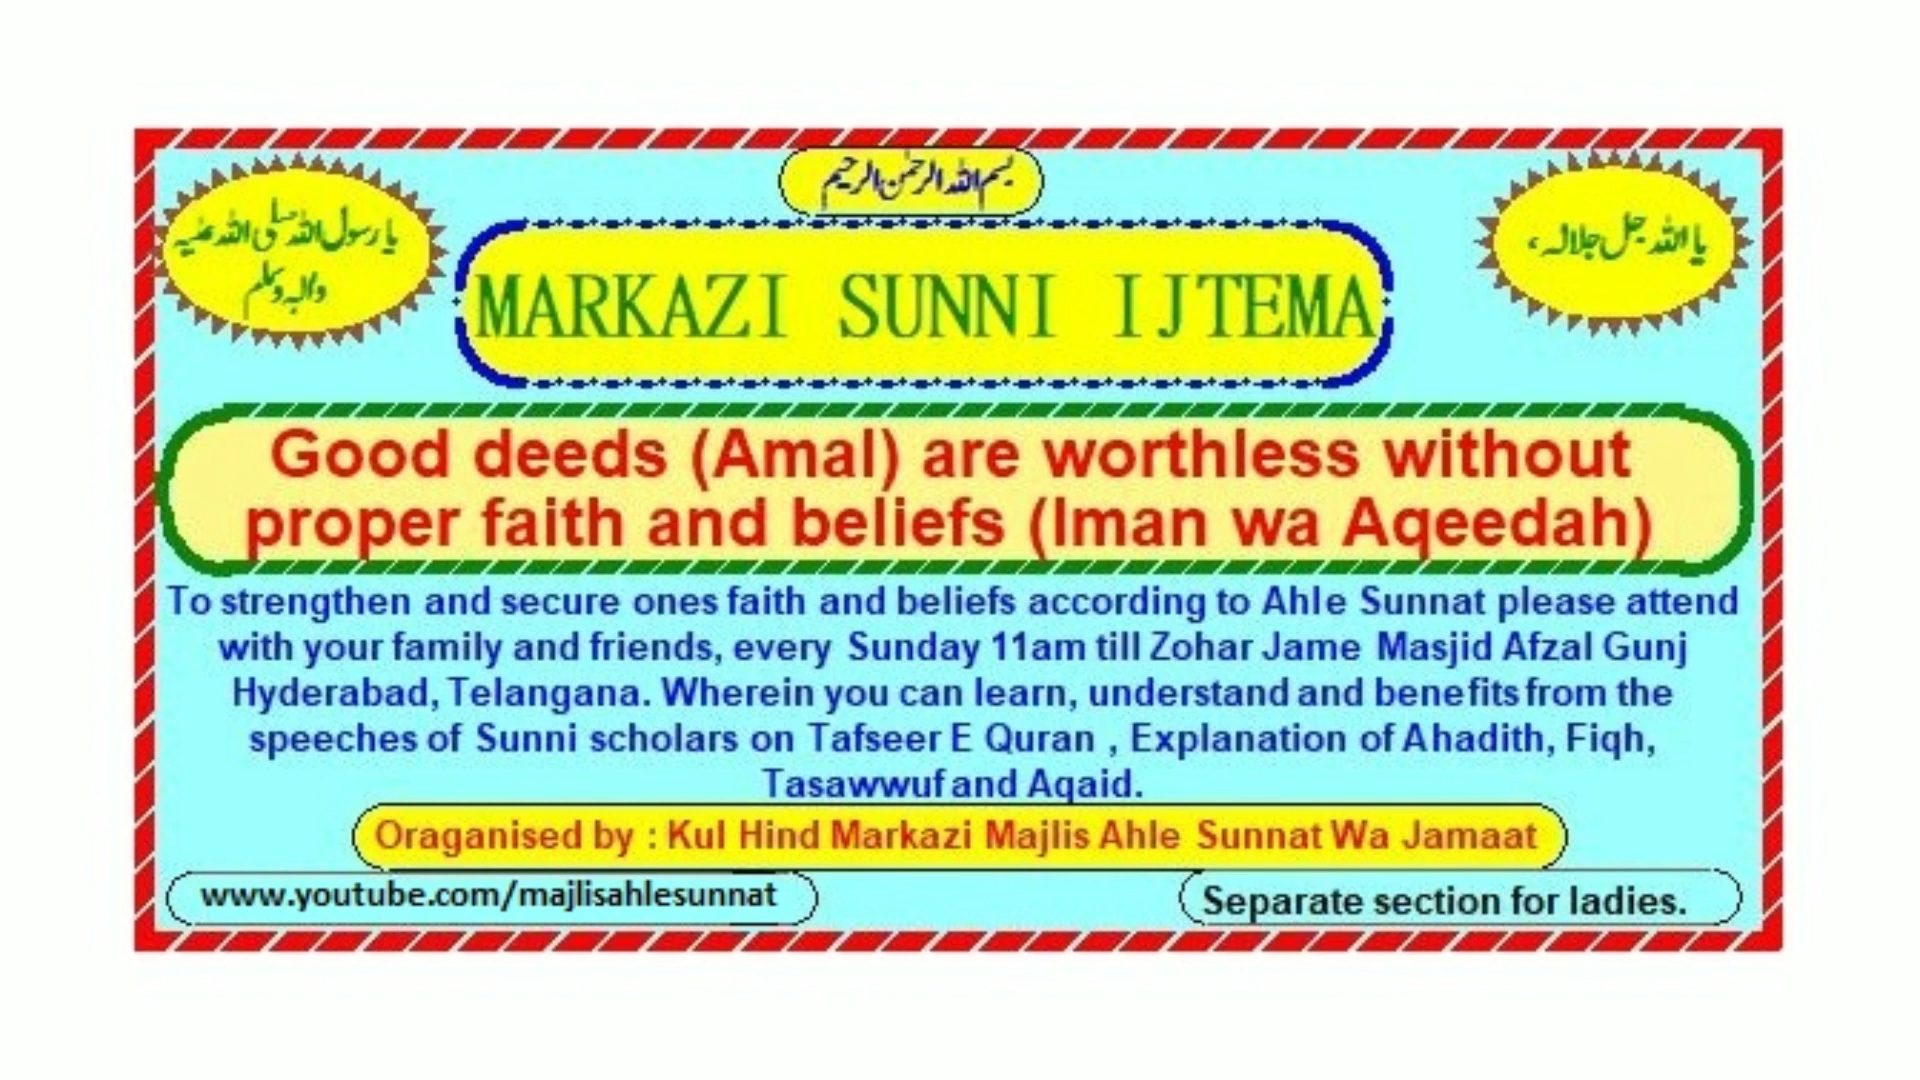 بسم اللہ الرحمٰن الرحیم
یا اللہ جل جلالہ،
یا رسول اللہ صلی اللہ علیہ
والہ وسلم
MARKAZI SUNNI IJTEMA
Good deeds (Amal) are worthless without
proper faith and beliefs (Iman wa Aqeedah)
To strengthen and secure ones faith and beliefs according to Ahle Sunnat please attend
with your family and friends, every Sunday 11am till Zohar Jame Masjid Afzal Gunj
Hyderabad, Telangana. Wherein you can learn, understand and benefits from the
speeches of Sunni scholars on Tafseer E Quran , Explanation of Ahadith, Fiqh,
Tasawwuf and Aqaid.
Oraganised by : Kul Hind Markazi Majlis Ahle Sunnat Wa Jamaat
www.youtube.com/majlisahlesunnat
Separate section for ladies.